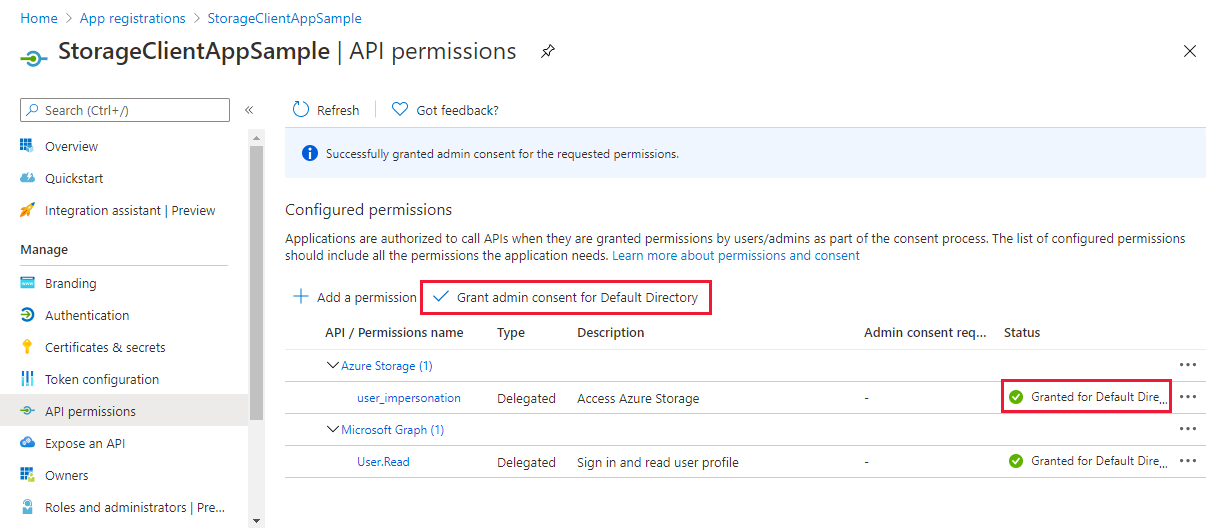 Home > App registrations > StorageClientAppSample
StorageClientAppSample | API permissions
Search (Ctrl+/)
«
Refresh
Got feedback?
Overview
Successfully granted admin consent for the requested permissions.
Quickstart
Integration assistant | Preview
Manage
Branding
Authentication
Certificates & secrets
Token configuration
API permissions
Expose an API
Owners
Roles and administrators | Pre...
Configured permissions
Applications are authorized to call APIs when they are granted permissions by users/admins as part of the consent process. The list of configured permissions
should include all the permissions the application needs. Learn more about permissions and consent
Add a permission Grant admin consent for Default Directory
API / Permissions name Type Description Admin consent req... Status
Azure Storage (1) ...
user_impersonation Delegated Access Azure Storage - Granted for Default Dire... ...
Microsoft Graph (1) ...
User.Read Delegated Sign in and read user profile - Granted for Default Dire... ...